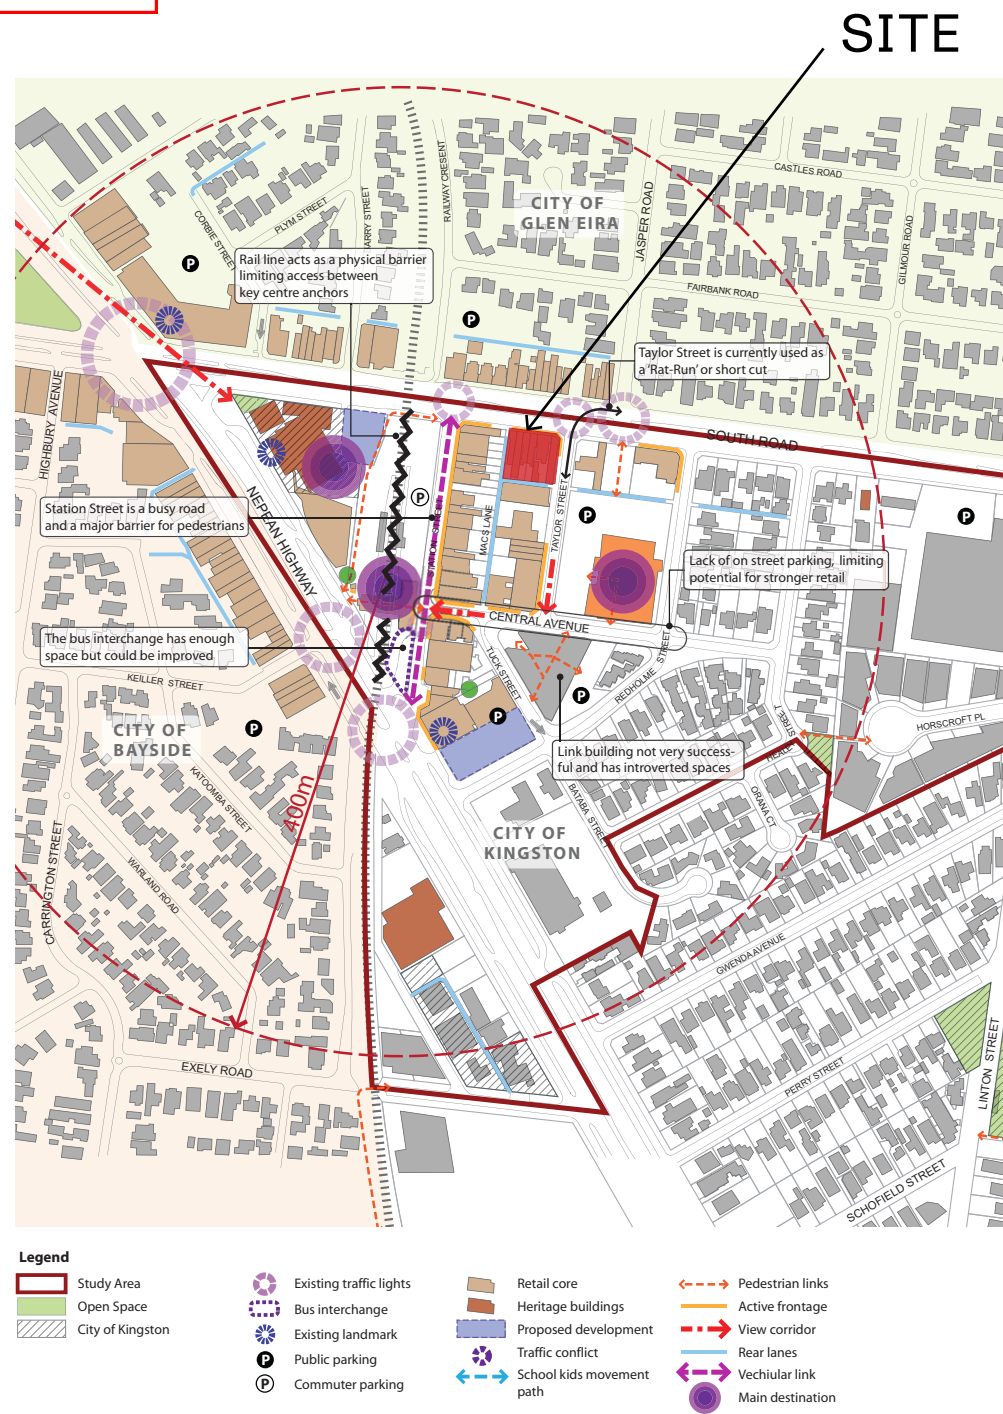 SITE
CASTLES ROAD
CITY OF
GLEN EIRA
RAILWAY CRESENT
JASPER ROAD
GILMOUR ROAD
PLYM STREET
CORBIE STREET
FAIRBANK ROAD
Rail line acts as a physical barrier
limiting access between
key centre anchors
P
P
Taylor Street is currently used as
a ‘Rat-Run’ or short cut
HIGHBURY AVENUE
SOUTH ROAD
NEPEAN HIGHWAY
P
Station Street is a busy road
and a major barrier for pedestrians
STATION STREET
MACS LANE
TAYLOR STREET
P
P
Lack of on street parking, limiting
potential for stronger retail
CENTRAL AVENUE
The bus interchange has enough
space but could be improved
TUCK STREET
REDHOLME STREET
KEILLER STREET
P
P
P
HORSCROFT PL
CITY OF
BAYSIDE
Link building not very success-
ful and has introverted spaces
HEALEY STREET
KATOOMBA STREET
400m
BATABA STREET
ORANA CT
CITY OF
KINGSTON
CARRINGTON STREET
WARLAND ROAD
GWENDA AVENUE
EXELY ROAD
PERRY STREET
LINTON STREET
SCHOFIELD STREET
Legend
Study Area
Open Space
City of Kingston
Existing traffic lights
Bus interchange
Existing landmark
P Public parking
P Commuter parking
Retail core
Heritage buildings
Proposed development
Traffic conflict
School kids movement
path
Pedestrian links
Active frontage
View corridor
Rear lanes
Vechiular link
Main destination